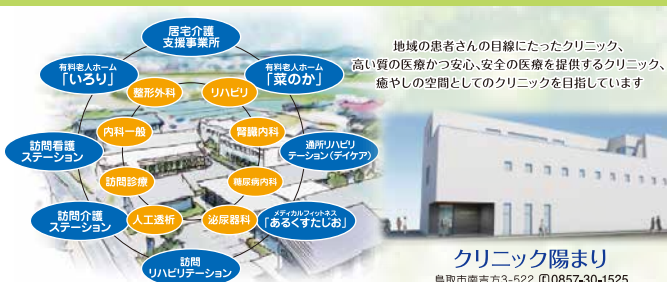 居宅介護
支援事業所
有料老人ホーム
「いろり」
有料老人ホーム
「菜のか」
整形外科
リハビリ
内科一般
腎臓内科
訪問看護
ステーション
通所リハビリ
テーション(デイケア)
訪問診療
糖尿病内科
訪問介護
ステーション
人工透析
泌尿器科
メディカルフィットネス
「あるくすたじお」
訪問
リハビリテーション
地域の患者さんの目線にたったクリニック、
高い質の医療かつ安心、安全の医療を提供するクリニック、
癒やしの空間としてのクリニックを目指しています
クリニック陽まり
鳥取市南吉方3-522 ☎0857-30-1525